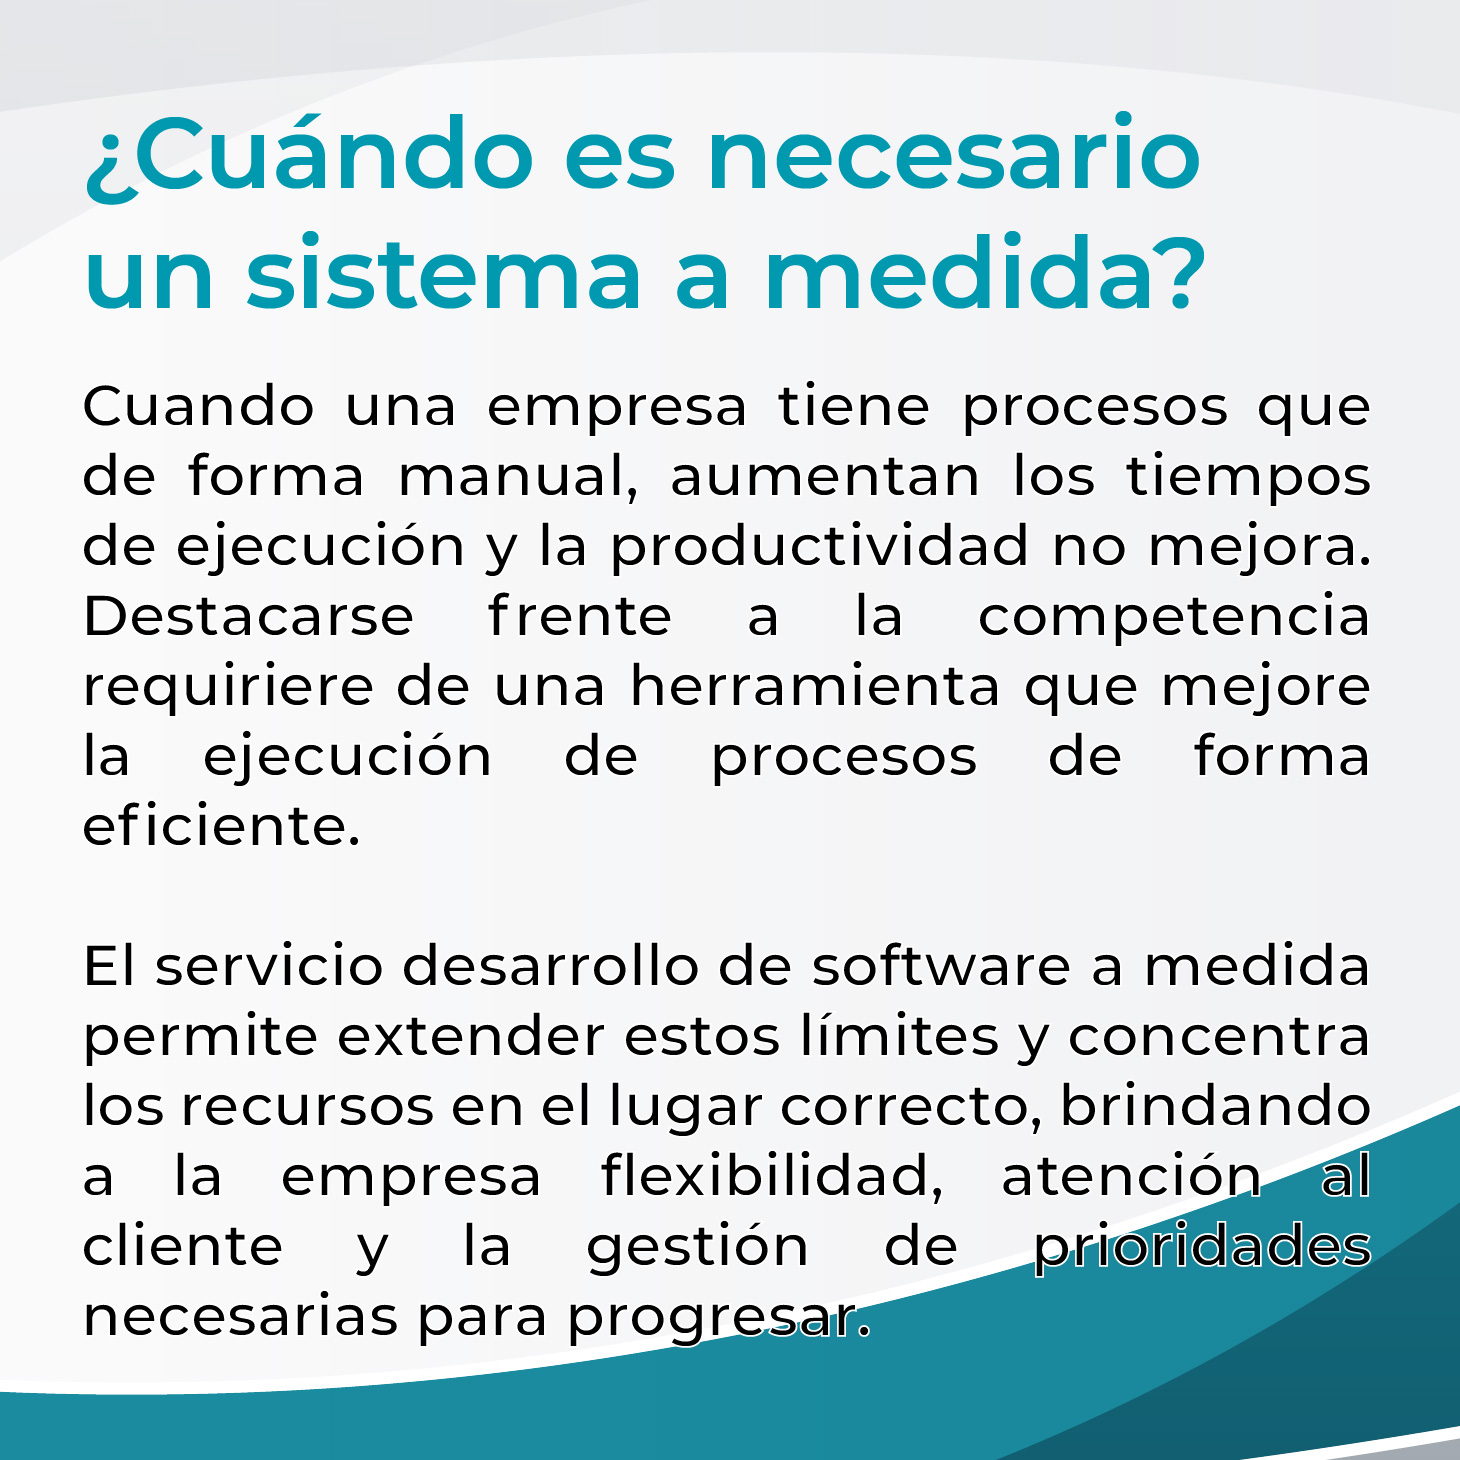 ¿Cuándo es necesario
un sistema a medida?
Cuando una empresa tiene procesos que
de forma manual, aumentan los tiempos
de ejecución y la productividad no mejora.
Destacarse frente a la competencia
requiriere de una herramienta que mejore
la ejecución de procesos de forma
eficiente.
El servicio desarrollo de software a medida
permite extender estos límites y concentra
los recursos en el lugar correcto, brindando
a la empresa flexibilidad, atención al
cliente y la gestión de prioridades
necesarias para progresar.